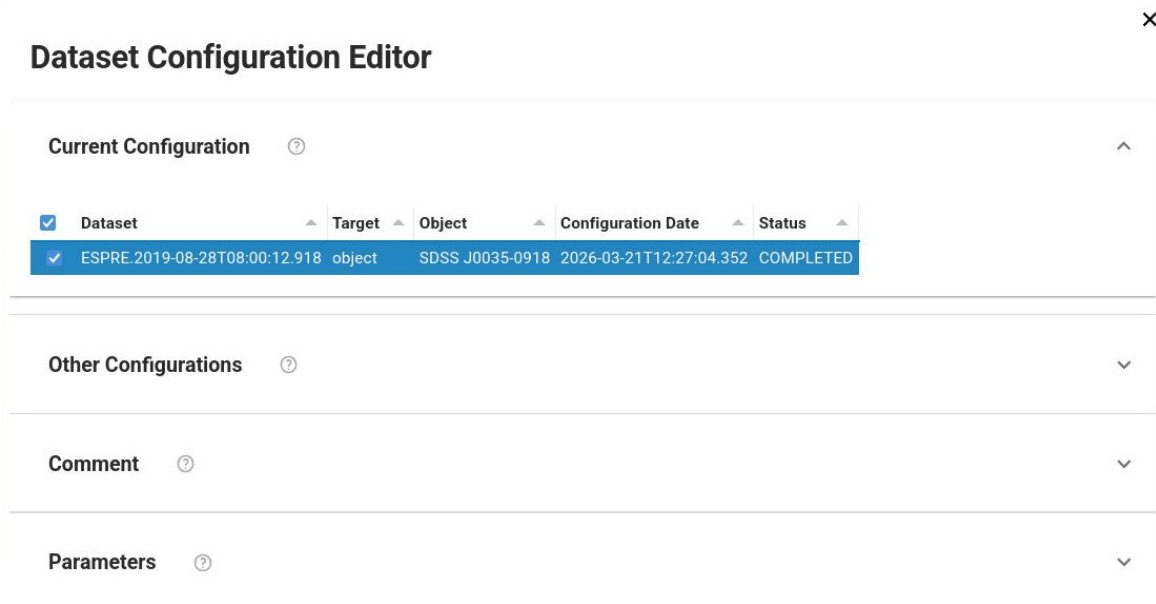 Dataset Configuration Editor
Current Configuration
Dataset Target Object Configuration Date Status
ESPRE.2019-08-28T08:00:12.918 object SDSS J0035-0918 2026-03-21T12:27:04.352 COMPLETED
Other Configurations
Comment
Parameters